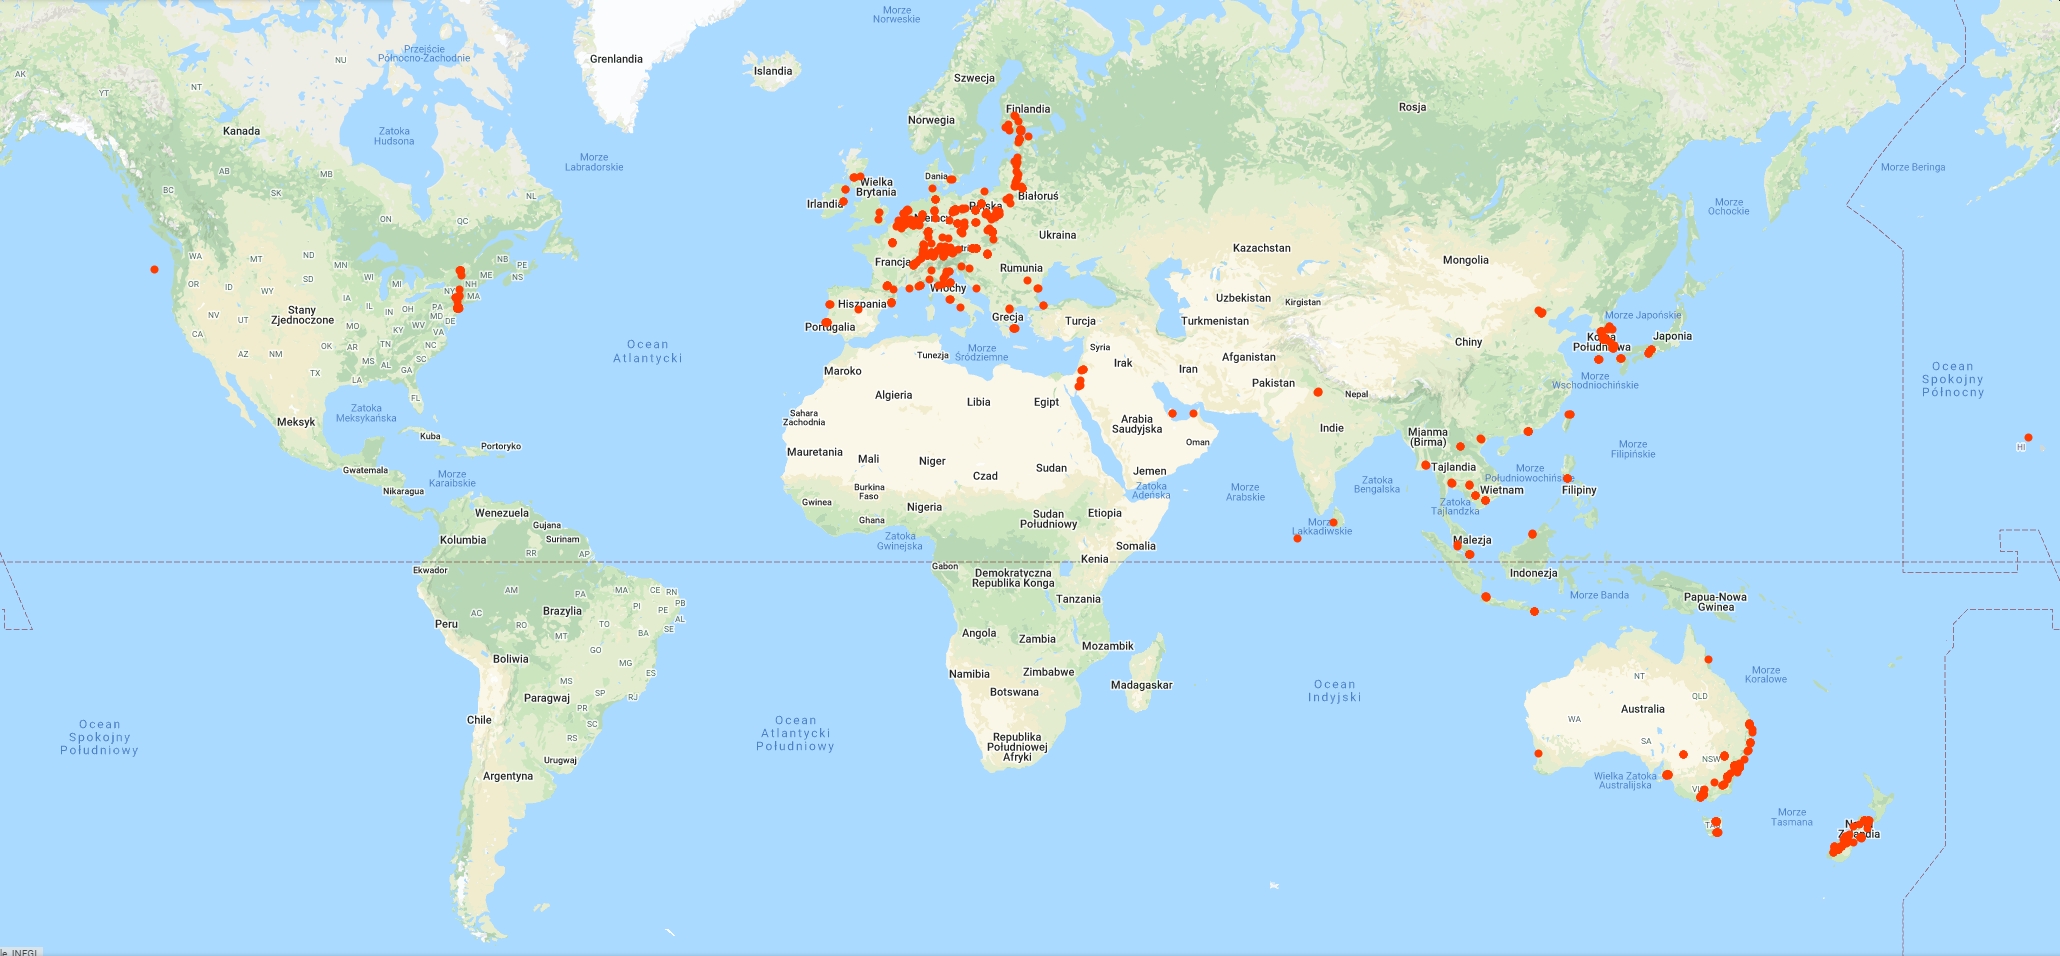 Morze
Norweskie
Przejście
Północno-Zachodnie
NU
Grenlandia
Islandia
Szwecja
AK
NT
YT
Rosja
Finlandia
Norwegia
Kanada
Zatoka
Hudsona
Morze
Labradorskie
Morze Beringa
AB
MB
BC
SK
NL
Dania
Wielka
Brytania
Białoruś
Irlandia
Polska
Morze
Ochockie
ON
QC
Ukraina
Kazachstan
Mongolia
WA
MT
ND
MN
NB
PE
ME
NS
Francja
Rumunia
OR
ID
SD
WI
MI
NH
NY
MA
WY
Włochy
Uzbekistan
Kirgistan
Hiszpania
Stany
Zjednoczone
IA
NE
IL
IN
OH
PA
MD
DE
NV
UT
Grecja
Turcja
Turkmenistan
Morze Japońskie
Portugalia
CA
MO
KY
WV
VA
Korea
Południowa
Japonia
Chiny
Ocean
Atlantycki
AZ
NM
OK
AR
TN
NC
MS
AL
SC
GA
Tunezja
Morze
Śródziemne
Syria
Irak
Afganistan
Iran
TX
LA
Maroko
Pakistan
Nepal
Morze
Wschodniochińskie
Ocean
Spokojny
Północny
FL
Algieria
Libia
Egipt
Zatoka
Meksykańska
Sahara
Zachodnia
Arabia
Saudyjska
Indie
Meksyk
Kuba
Portoryko
Oman
Mjanma
(Birma)
Morze
Filipińskie
HI
Mauretania
Mali
Niger
Czad
Sudan
Jemen
Tajlandia
Gwatemala
Morze
Karaibskie
Nikaragua
Burkina
Faso
Zatoka
Adeńska
Morze
Arabskie
Zatoka
Bengalska
Morze
Południowochińskie
Wietnam
Filipiny
Gwinea
Nigeria
Wenezuela
Gujana
Ghana
Sudan
Południowy
Etiopia
Zatoka
Tajlandzka
Morze
Lakkadiwskie
Kolumbia
Surinam
Zatoka
Gwinejska
Somalia
Malezja
RR
AP
Kenia
Ekwador
Gabon
Demokratyczna
Republika Konga
Indonezja
AM
PA
MA
CE
RN
PB
Tanzania
Morze Banda
Papua-Nowa
Gwinea
AC
Brazylia
PI
PE
AL
Peru
RO
TO
BA
SE
MT
Angola
Zambia
Mozambik
GO
Boliwia
MG
ES
Namibia
Zimbabwe
NT
Morze
Koralowe
MS
SP
RJ
Botswana
Madagaskar
Ocean
Indyjski
QLD
Paragwaj
PR
Australia
Chile
SC
WA
Ocean
Spokojny
Południowy
Ocean
Atlantycki
Południowy
RS
Republika
Południowej
Afryki
SA
NSW
Urugwaj
Argentyna
Wielka Zatoka
Australijska
Morze
Tasmana